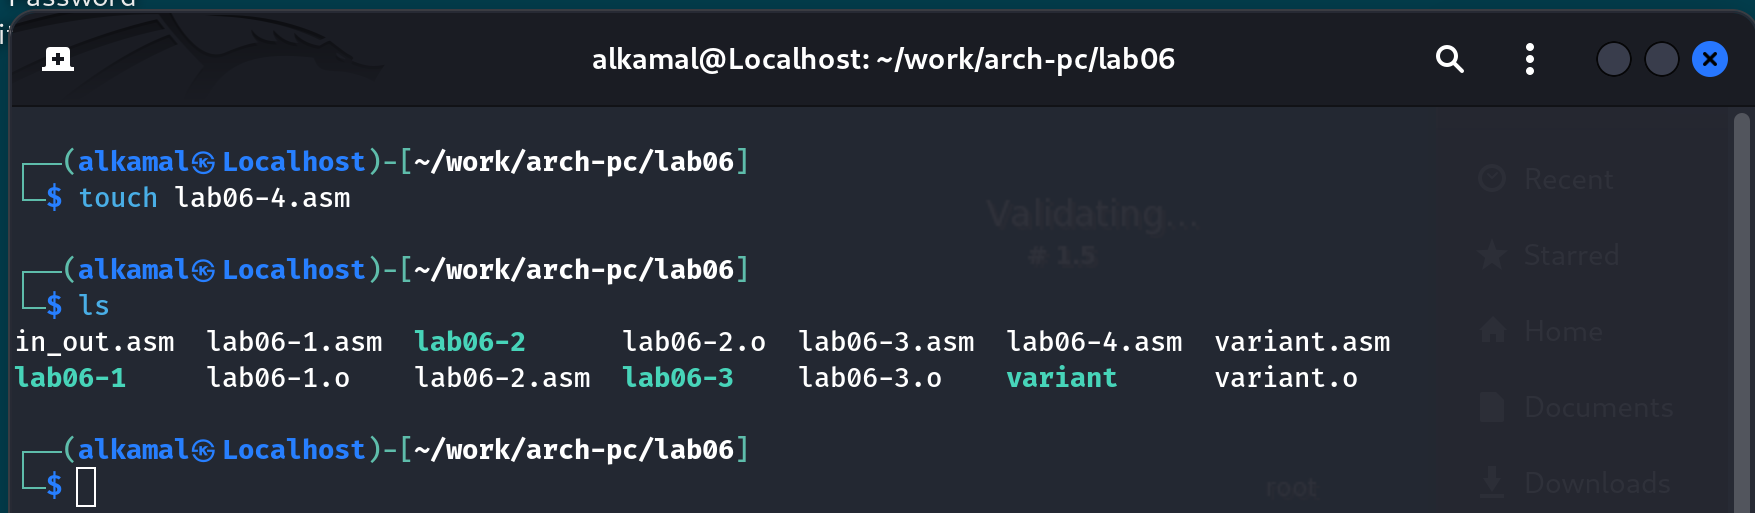 Password
alkamal@Localhost: ~/work/arch-pc/lab06
┌──(alkamal㉿Localhost)-[~/work/arch-pc/lab06]
└─$ touch lab06-4.asm
┌──(alkamal㉿Localhost)-[~/work/arch-pc/lab06]
└─$ ls
in_out.asm  lab06-1.asm  lab06-2      lab06-2.o  lab06-3.asm  lab06-4.asm  variant.asm
lab06-1     lab06-1.o    lab06-2.asm  lab06-3    lab06-3.o    variant      variant.o
┌──(alkamal㉿Localhost)-[~/work/arch-pc/lab06]
└─$
Validating...
# 1.5
root
Recent
Starred
Home
Documents
Downloads